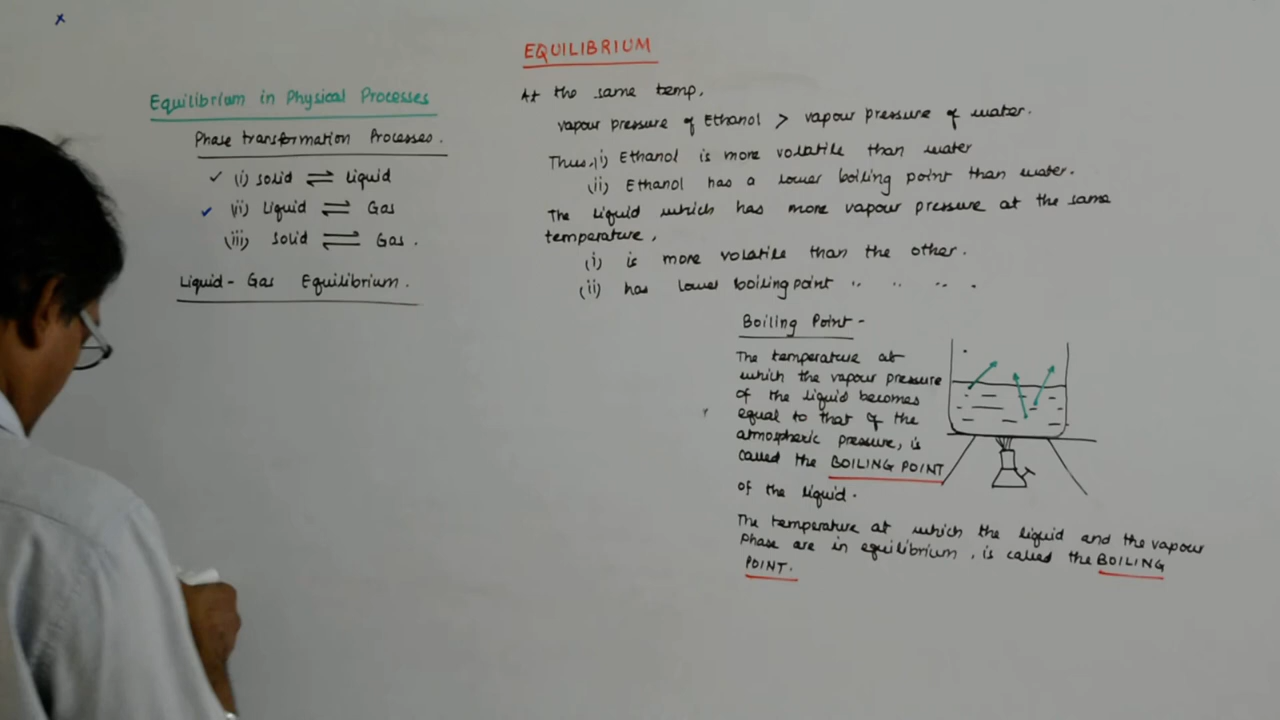 EQUILIBRIUM
Equilibrium in Physical Processes
Phase transformation Processes.
✓ (i) Solid ⇌ Liquid
✓ (ii) Liquid ⇌ Gas
(iii) Solid ⇌ Gas.
Liquid - Gas Equilibrium.
At the same temp,
vapour pressure of Ethanol > vapour pressure of water.
Thus, (i) Ethanol is more volatile than water
(ii) Ethanol has a lower boiling point than water.
The liquid which has more vapour pressure at the same
temperature,
(i) is more volatile than the other.
(ii) has lower boiling point " " " " .
Boiling Point -
The temperature at
which the vapour pressure
of the liquid becomes
equal to that of the
atmospheric pressure, is
called the BOILING POINT
of the liquid.
The temperature at which the liquid and the vapour
phase are in equilibrium, is called the BOILING
POINT.